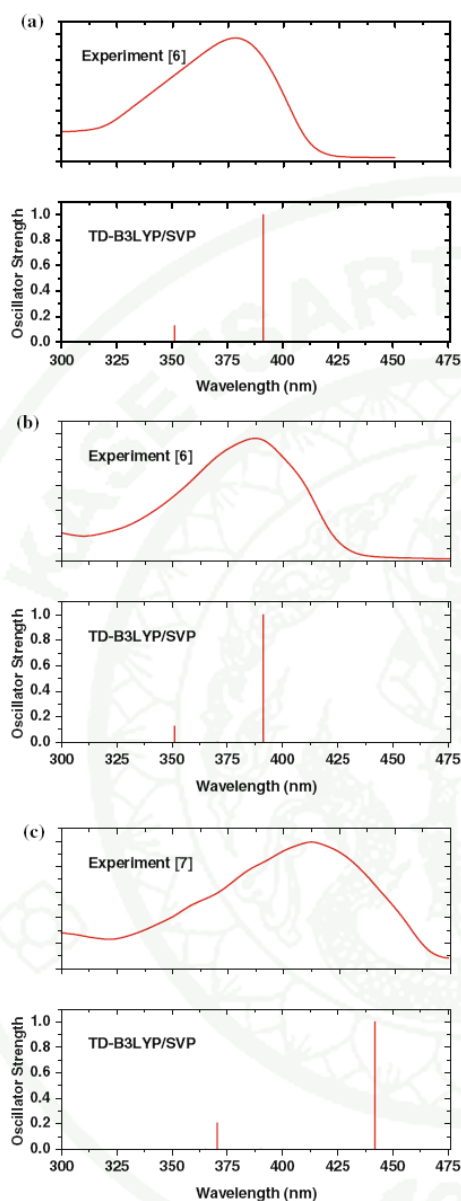 (a)
Experiment [6]
TD-B3LYP/SVP
Oscillator Strength
1.0
0.8
0.6
0.4
0.2
0.0
300 325 350 375 400 425 450 475
Wavelength (nm)
(b)
Experiment [6]
TD-B3LYP/SVP
Oscillator Strength
1.0
0.8
0.6
0.4
0.2
0.0
300 325 350 375 400 425 450 475
Wavelength (nm)
(c)
Experiment [7]
TD-B3LYP/SVP
Oscillator Strength
1.0
0.8
0.6
0.4
0.2
0.0
300 325 350 375 400 425 450 475
Wavelength (nm)
KASETSART